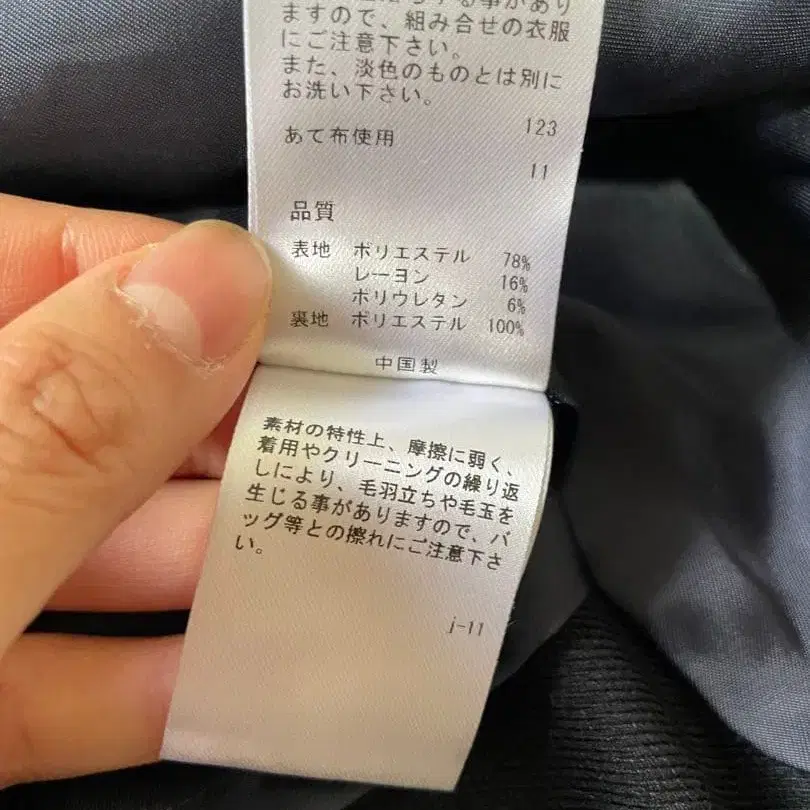 する事があり
ますので、組み合せの衣服
にご注意下さい。
また、淡色のものとは別に
お洗い下さい。
あて布使用
123
11
品質
表地 ポリエステル 78%
レーヨン 16%
ポリウレタン 6%
裏地 ポリエステル 100%
中国製
素材の特性上、摩擦に弱く、
着用やクリーニングの繰り返
しにより、毛羽立ちや毛玉を
生じる事がありますので、バ
ッグ等との擦れにご注意下さ
い。
j-11